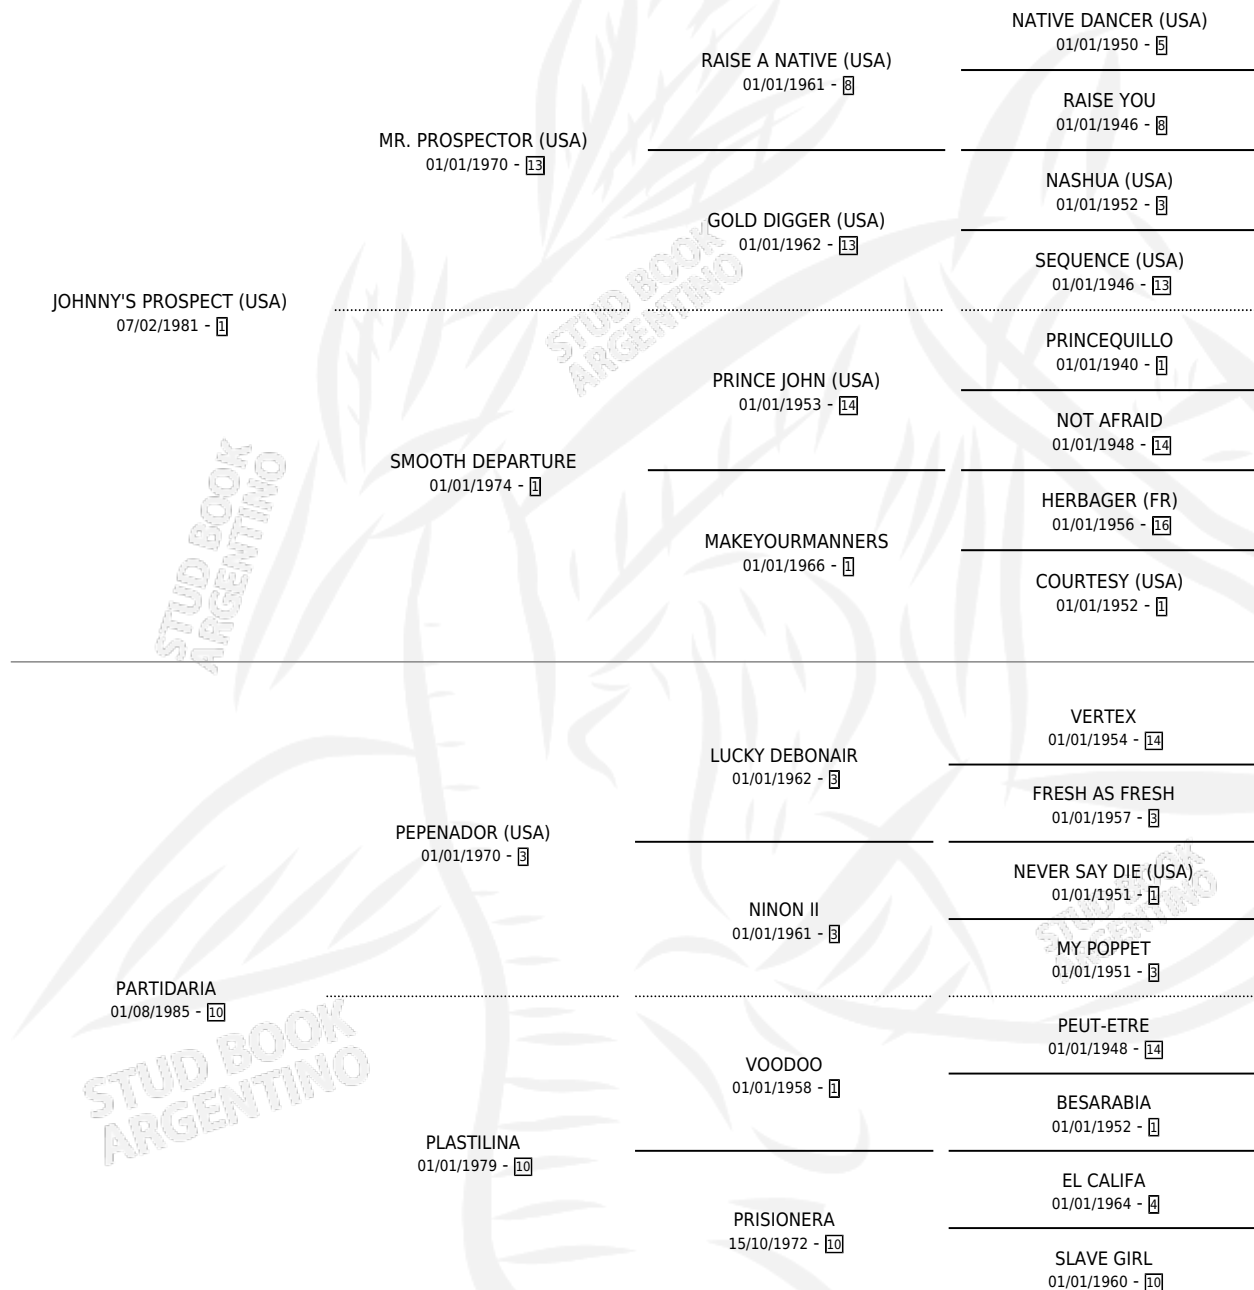 NATIVE DANCER (USA)
01/01/1950 - 5
RAISE A NATIVE (USA)
01/01/1961 - 8
RAISE YOU
01/01/1946 - 8
MR. PROSPECTOR (USA)
01/01/1970 - 13
NASHUA (USA)
01/01/1952 - 3
GOLD DIGGER (USA)
01/01/1962 - 13
SEQUENCE (USA)
01/01/1946 - 13
JOHNNY'S PROSPECT (USA)
07/02/1981 - 1
STUD BOOK
ARGENTINO
PRINCEQUILLO
01/01/1940 - 1
PRINCE JOHN (USA)
01/01/1953 - 14
NOT AFRAID
01/01/1948 - 14
SMOOTH DEPARTURE
01/01/1974 - 1
HERBAGER (FR)
01/01/1956 - 16
MAKEYOURMANNERS
01/01/1966 - 1
COURTESY (USA)
01/01/1952 - 1
STUD BOOK
ARGENTINO
VERTEX
01/01/1954 - 14
LUCKY DEBONAIR
01/01/1962 - 3
FRESH AS FRESH
01/01/1957 - 3
PEPENADOR (USA)
01/01/1970 - 3
NEVER SAY DIE (USA)
01/01/1951 - 1
NINON II
01/01/1961 - 3
MY POPPET
01/01/1951 - 3
STUD BOOK
ARGENTINO
PARTIDARIA
01/08/1985 - 10
STUD BOOK
ARGENTINO
PEUT-ETRE
01/01/1948 - 14
VOODOO
01/01/1958 - 1
BESARABIA
01/01/1952 - 1
PLASTILINA
01/01/1979 - 10
EL CALIFA
01/01/1964 - 4
PRISIONERA
15/10/1972 - 10
SLAVE GIRL
01/01/1960 - 10